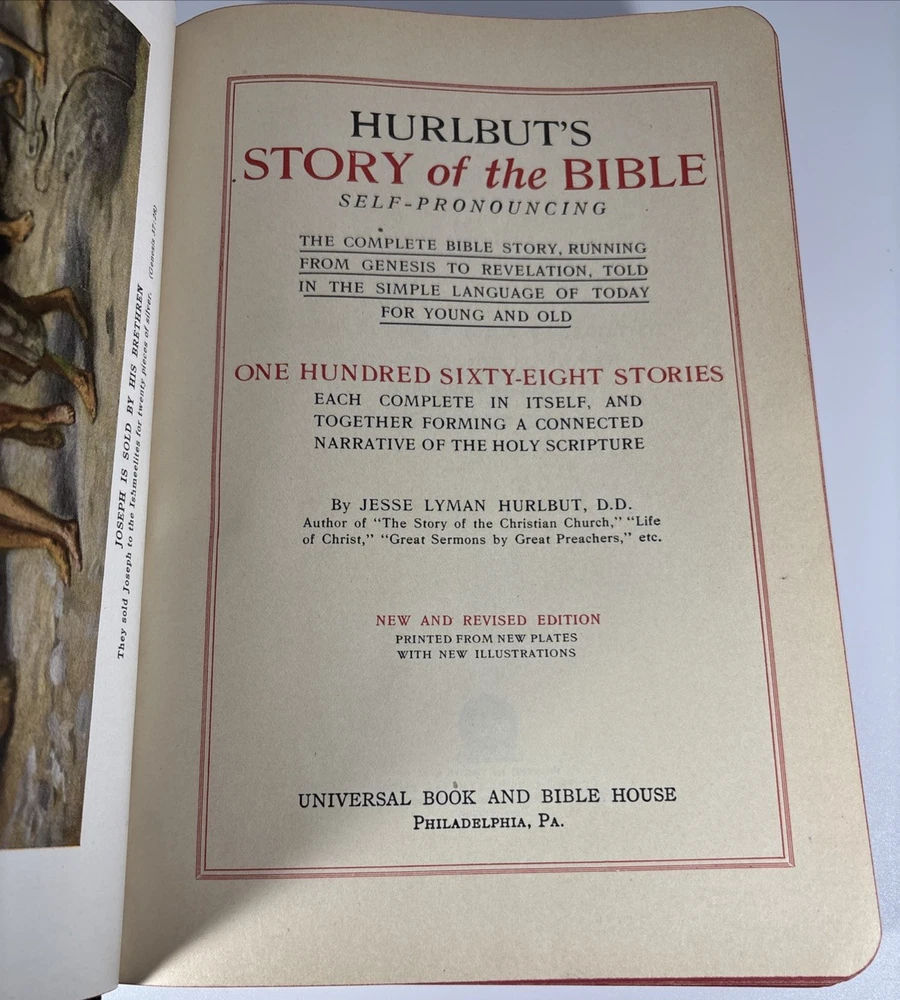 JOSEPH IS SOLD BY HIS BRETHREN
They sold Joseph to the Ishmeelites for twenty pieces of silver. (Genesis 37:28)
HURLBUT'S
STORY of the BIBLE
SELF-PRONOUNCING
THE COMPLETE BIBLE STORY, RUNNING
FROM GENESIS TO REVELATION, TOLD
IN THE SIMPLE LANGUAGE OF TODAY
FOR YOUNG AND OLD
ONE HUNDRED SIXTY-EIGHT STORIES
EACH COMPLETE IN ITSELF, AND
TOGETHER FORMING A CONNECTED
NARRATIVE OF THE HOLY SCRIPTURE
By JESSE LYMAN HURLBUT, D.D.
Author of "The Story of the Christian Church," "Life
of Christ," "Great Sermons by Great Preachers," etc.
NEW AND REVISED EDITION
PRINTED FROM NEW PLATES
WITH NEW ILLUSTRATIONS
UNIVERSAL BOOK AND BIBLE HOUSE
PHILADELPHIA, PA.